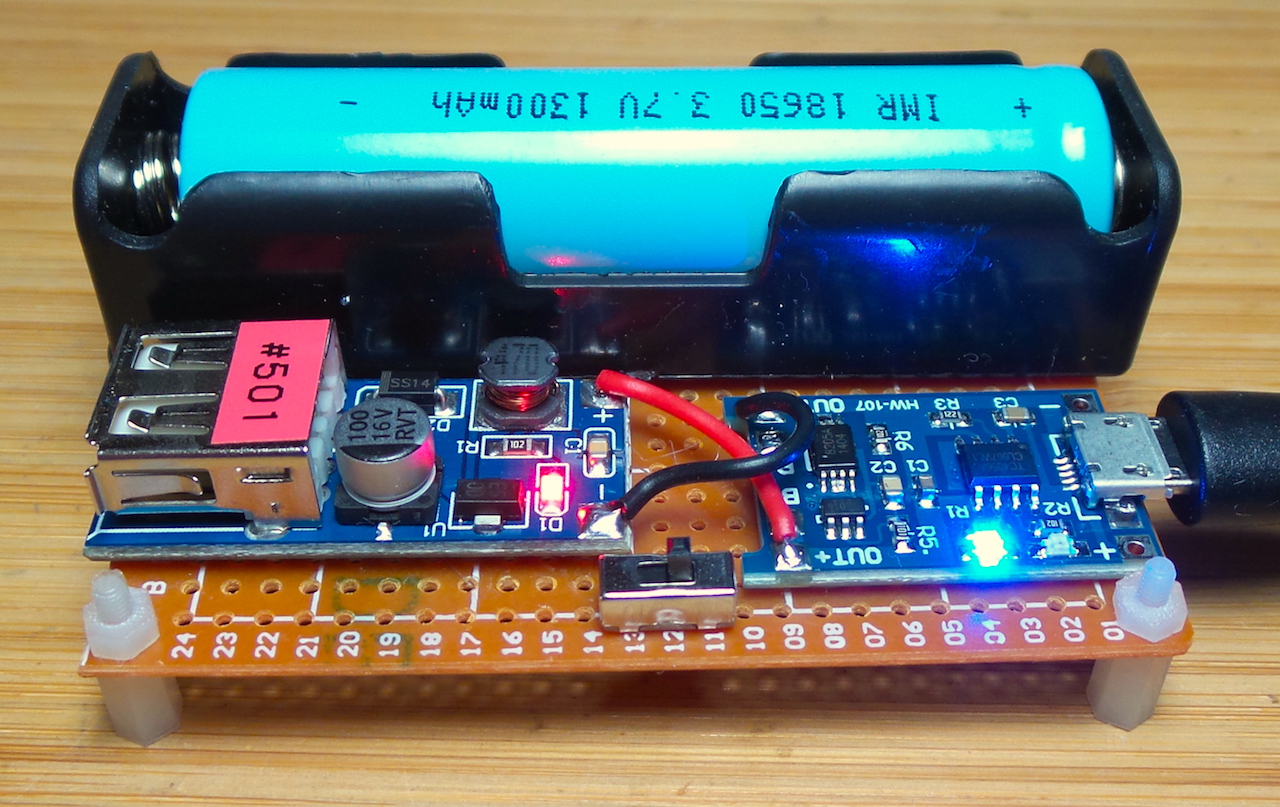 IMR 18650 3.7V 1300mAh
+
-
#501
SS14
470
100
16V
RVT
R1
102
C1
+
-
U1
D1
HW-107
R3
C3
-
R6
C2
C1
R1
R2
R5.
OUT+
+
B
24 23 22 21 20 19 18 17 16 15 14 13 12 11 10 09 08 07 06 05 04 03 02 01